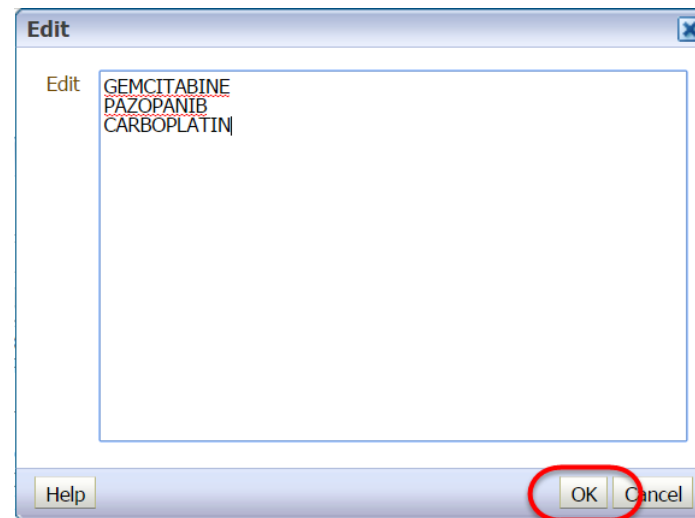 Edit
Edit
GEMCITABINE
PAZOPANIB
CARBOPLATIN
Help OK Cancel